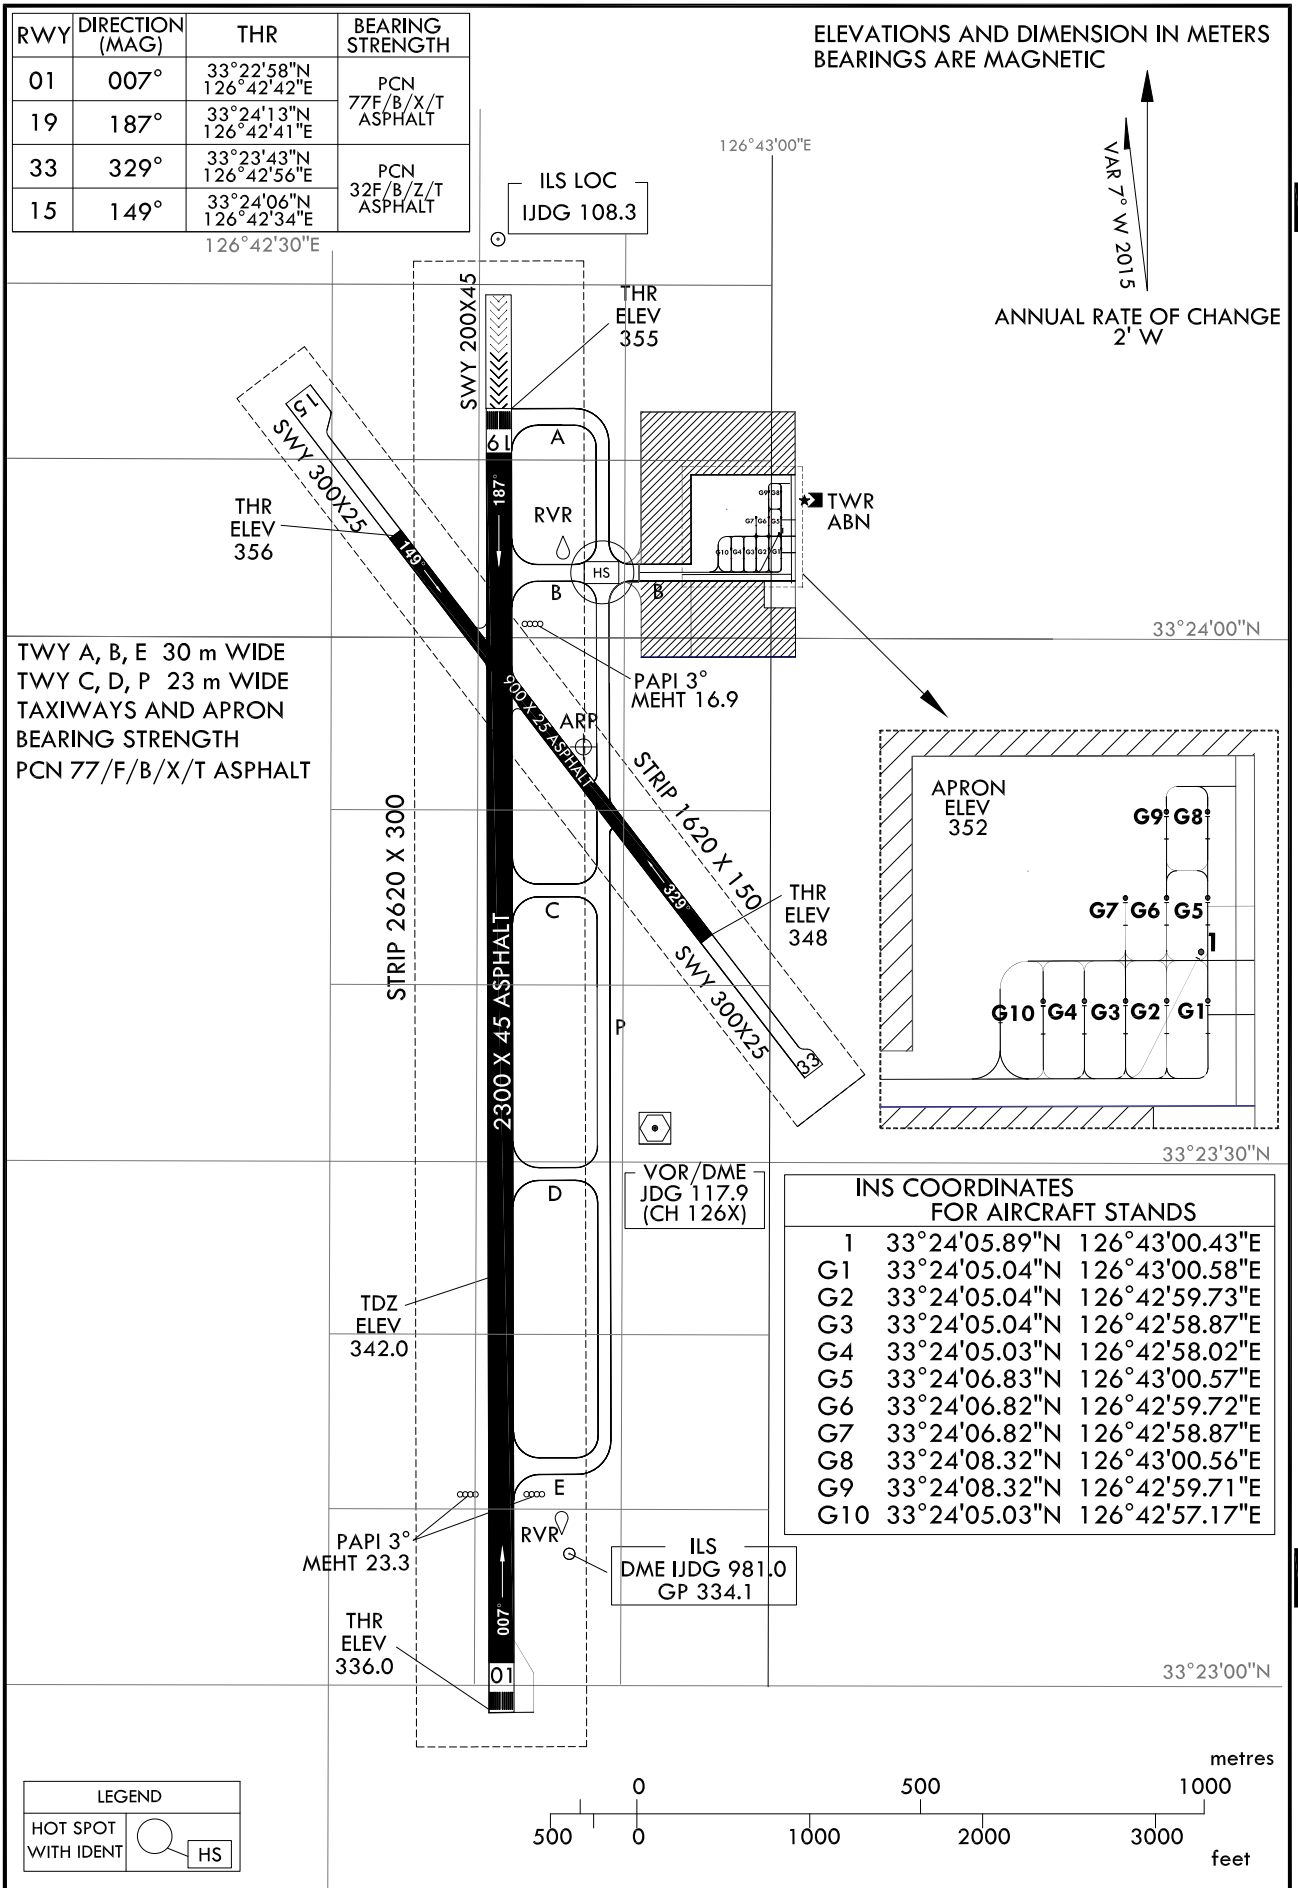 RWY DIRECTION (MAG) THR BEARING STRENGTH
01 007° 33°22'58"N 126°42'42"E PCN 77F/B/X/T ASPHALT
19 187° 33°24'13"N 126°42'41"E
33 329° 33°23'43"N 126°42'56"E PCN 32F/B/Z/T ASPHALT
15 149° 33°24'06"N 126°42'34"E
ELEVATIONS AND DIMENSION IN METERS
BEARINGS ARE MAGNETIC
VAR 7° W 2015
ANNUAL RATE OF CHANGE
2' W
126°43'00"E
126°42'30"E
ILS LOC
IJDG 108.3
SWY 200X45
THR
ELEV
355
15
SWY 300X25
19
187°
A
THR
ELEV
356
149°
RVR
HS
B
B
G9 G8
G7 G6 G5
G10 G4 G3 G2 G1
1
TWR
ABN
33°24'00"N
TWY A, B, E 30 m WIDE
TWY C, D, P 23 m WIDE
TAXIWAYS AND APRON
BEARING STRENGTH
PCN 77/F/B/X/T ASPHALT
PAPI 3°
MEHT 16.9
900 X 25 ASPHALT
ARP
STRIP 1620 X 150
STRIP 2620 X 300
2300 X 45 ASPHALT
C
329°
THR
ELEV
348
SWY 300X25
33
P
APRON
ELEV
352
G9 G8
G7 G6 G5
1
G10 G4 G3 G2 G1
33°23'30"N
VOR/DME
JDG 117.9
(CH 126X)
D
TDZ
ELEV
342.0
INS COORDINATES
FOR AIRCRAFT STANDS
1 33°24'05.89"N 126°43'00.43"E
G1 33°24'05.04"N 126°43'00.58"E
G2 33°24'05.04"N 126°42'59.73"E
G3 33°24'05.04"N 126°42'58.87"E
G4 33°24'05.03"N 126°42'58.02"E
G5 33°24'06.83"N 126°43'00.57"E
G6 33°24'06.82"N 126°42'59.72"E
G7 33°24'06.82"N 126°42'58.87"E
G8 33°24'08.32"N 126°43'00.56"E
G9 33°24'08.32"N 126°42'59.71"E
G10 33°24'05.03"N 126°42'57.17"E
E
PAPI 3°
MEHT 23.3
RVR
ILS
DME IJDG 981.0
GP 334.1
007°
THR
ELEV
336.0
01
33°23'00"N
LEGEND
HOT SPOT
WITH IDENT
HS
metres
0 500 1000
500 0 1000 2000 3000
feet